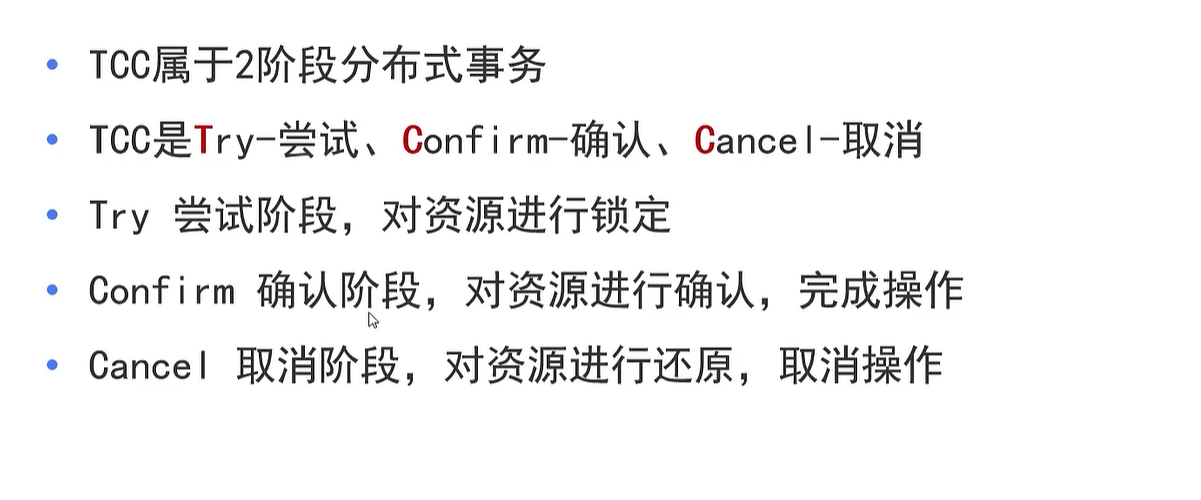 • TCC属于2阶段分布式事务
• TCC是Try-尝试、Confirm-确认、Cancel-取消
• Try 尝试阶段，对资源进行锁定
• Confirm 确认阶段，对资源进行确认，完成操作
• Cancel 取消阶段，对资源进行还原，取消操作